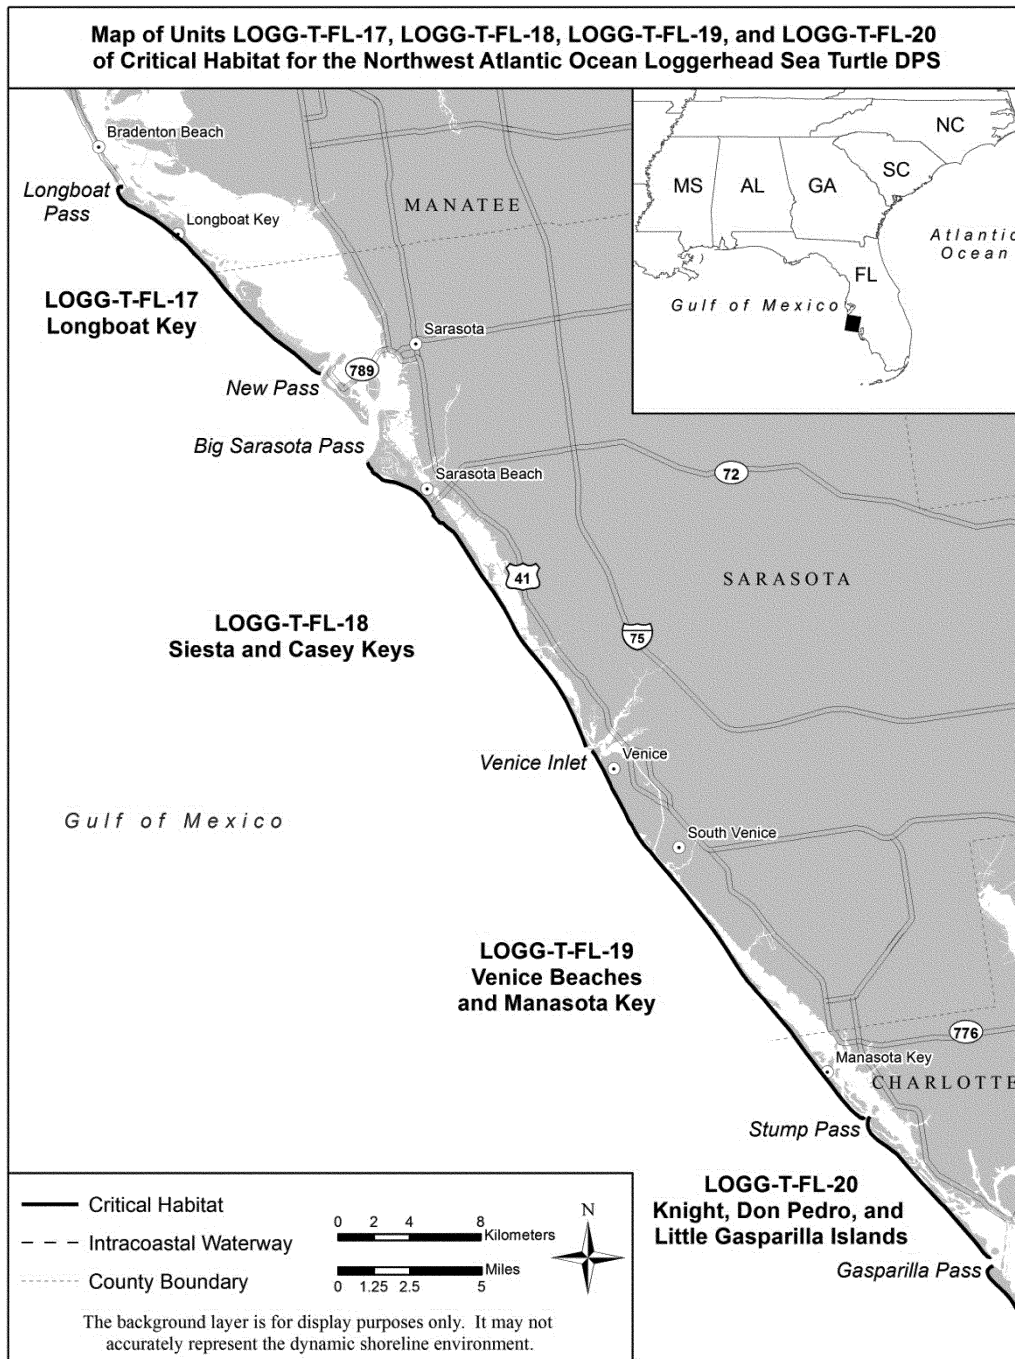 Map of Units LOGG-T-FL-17, LOGG-T-FL-18, LOGG-T-FL-19, and LOGG-T-FL-20
of Critical Habitat for the Northwest Atlantic Ocean Loggerhead Sea Turtle DPS
Bradenton Beach
Longboat
Pass
Longboat Key
MANATEE
LOGG-T-FL-17
Longboat Key
Sarasota
789
New Pass
Big Sarasota Pass
Sarasota Beach
72
41
SARASOTA
LOGG-T-FL-18
Siesta and Casey Keys
75
Venice Inlet
Venice
Gulf of Mexico
South Venice
LOGG-T-FL-19
Venice Beaches
and Manasota Key
776
Manasota Key
CHARLOTTE
Stump Pass
LOGG-T-FL-20
Knight, Don Pedro, and
Little Gasparilla Islands
Gasparilla Pass
NC
SC
MS
AL
GA
Atlantic
Ocean
FL
Gulf of Mexico
Critical Habitat
Intracoastal Waterway
County Boundary
0 2 4 8
Kilometers
Miles
0 1.25 2.5 5
N
The background layer is for display purposes only. It may not
accurately represent the dynamic shoreline environment.